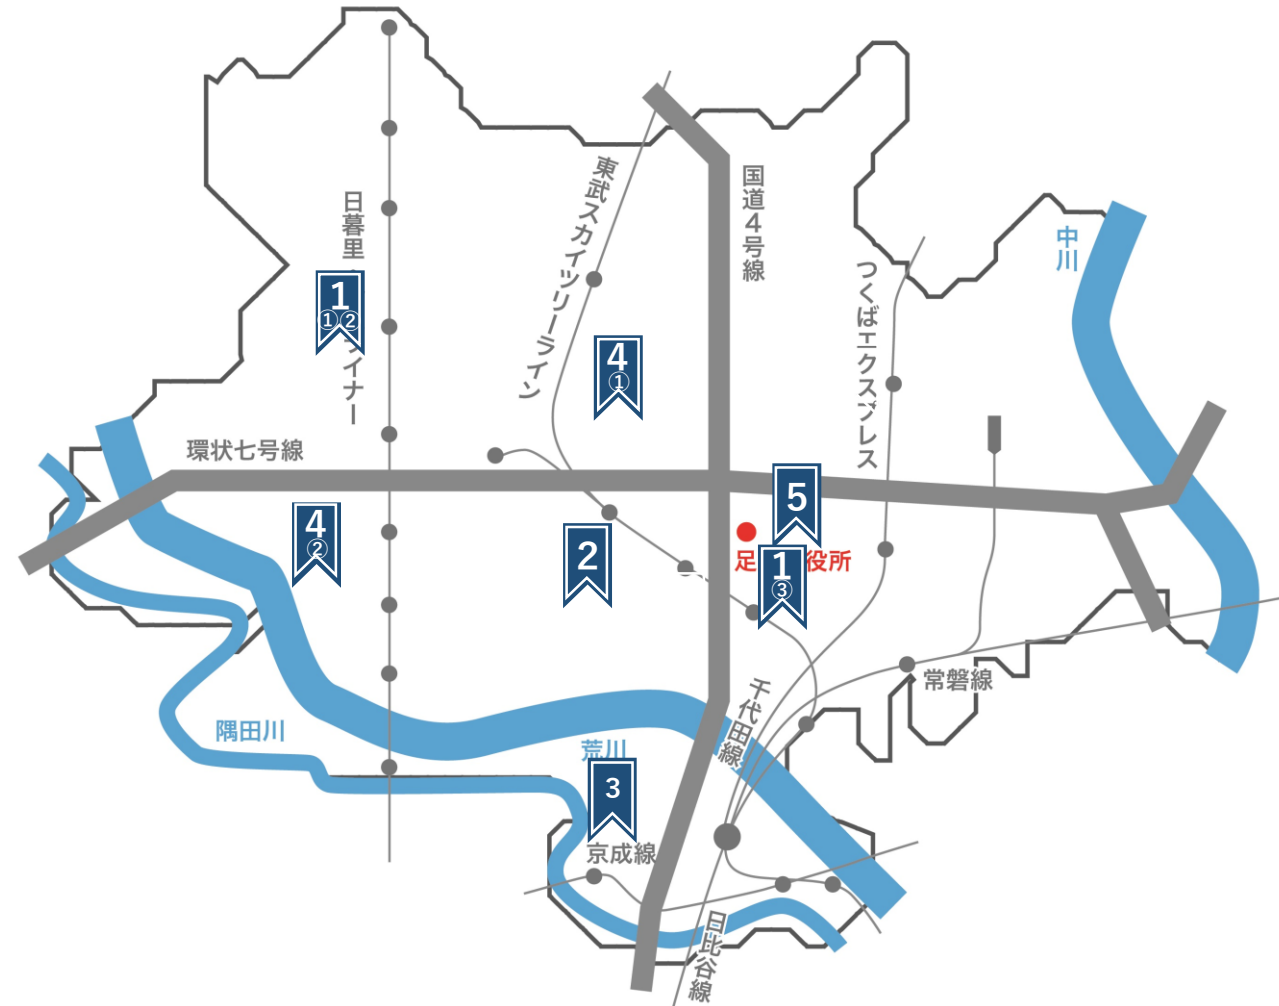 東武スカイツリーライン
国道4号線
日暮里
イナー
中川
つくばエクスプレス
1
①②
4
①
環状七号線
5
4
②
2
足
役所
1
③
常磐線
千代田線
隅田川
荒川
3
京成線
日比谷線